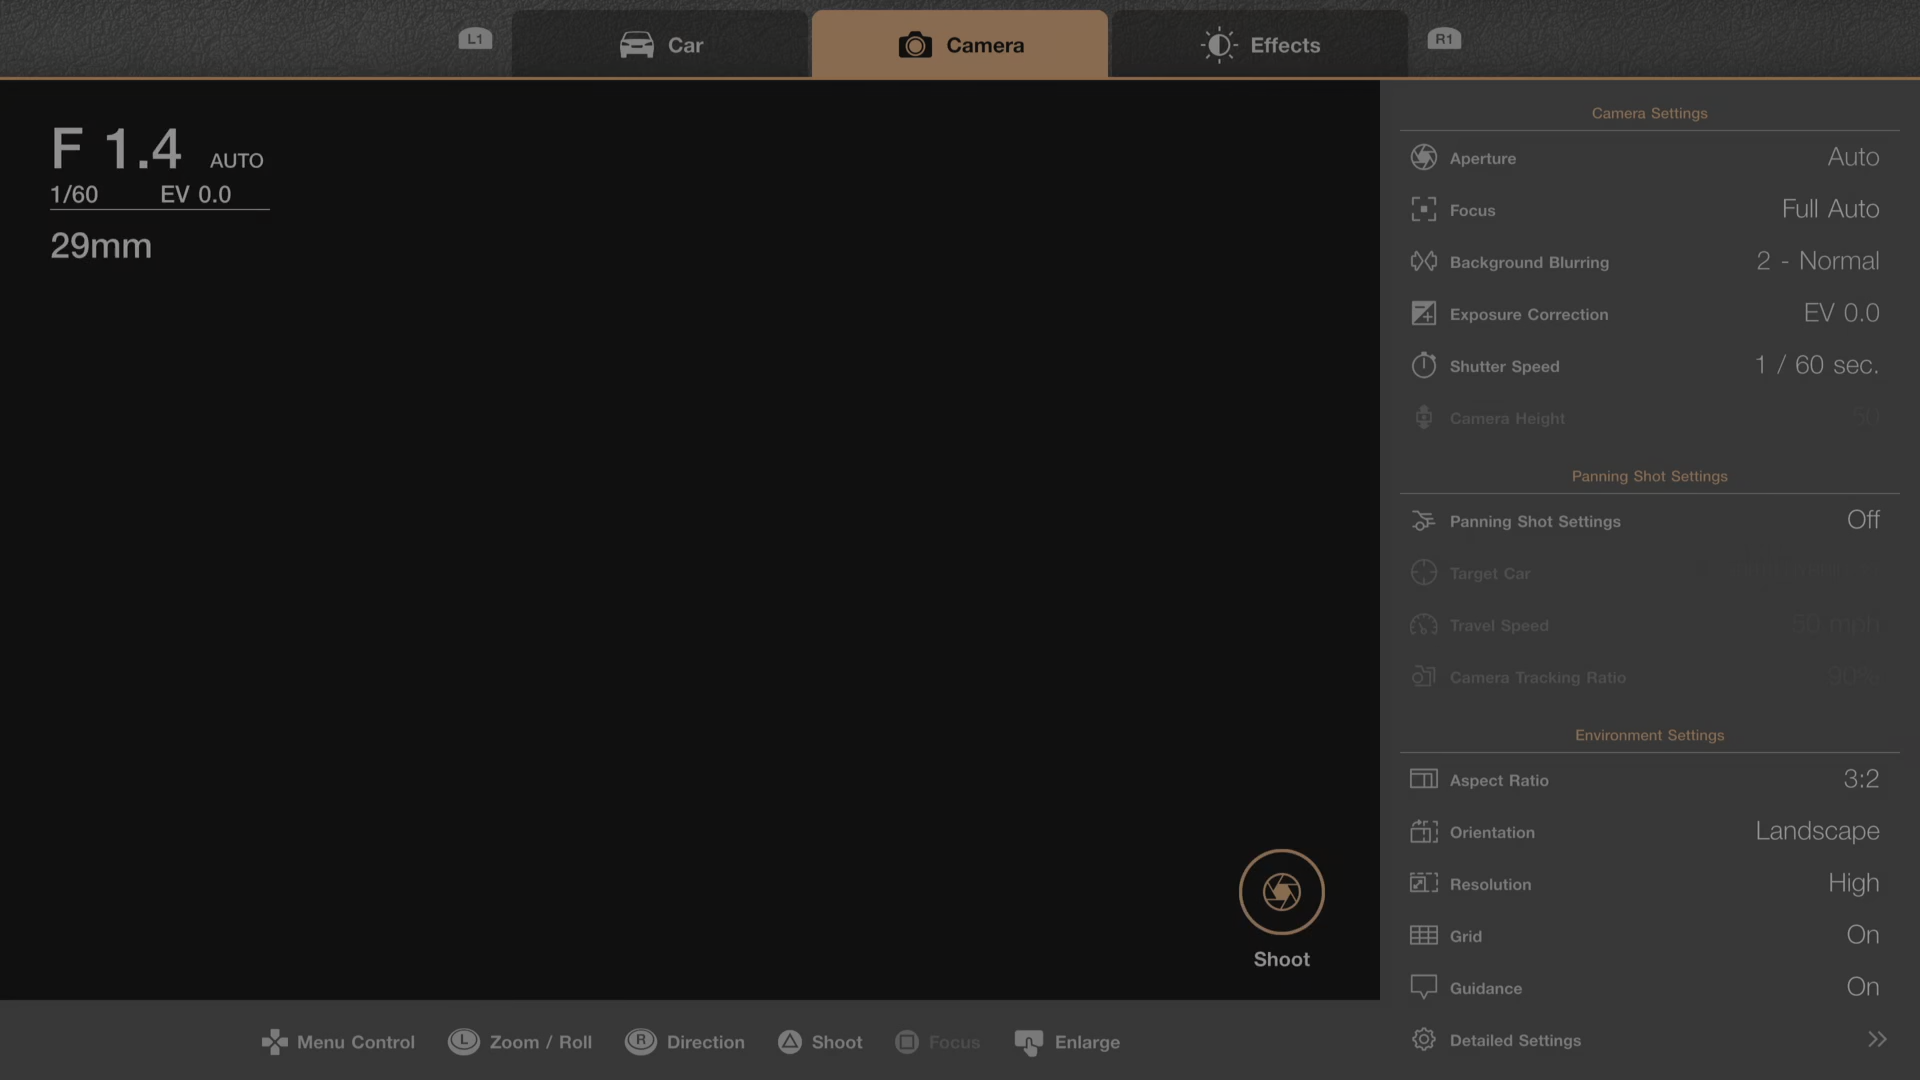 L1
Car
Camera
Effects
R1
F 1.4 AUTO
1/60 EV 0.0
29mm
Shoot
Camera Settings
Aperture Auto
Focus Full Auto
Background Blurring 2 - Normal
Exposure Correction EV 0.0
Shutter Speed 1 / 60 sec.
Camera Height 50
Panning Shot Settings
Panning Shot Settings Off
Target Car
Travel Speed 50 mph
Camera Tracking Ratio 90%
Environment Settings
Aspect Ratio 3:2
Orientation Landscape
Resolution High
Grid On
Guidance On
Detailed Settings
Menu Control
L Zoom / Roll
R Direction
Shoot
Focus
Enlarge